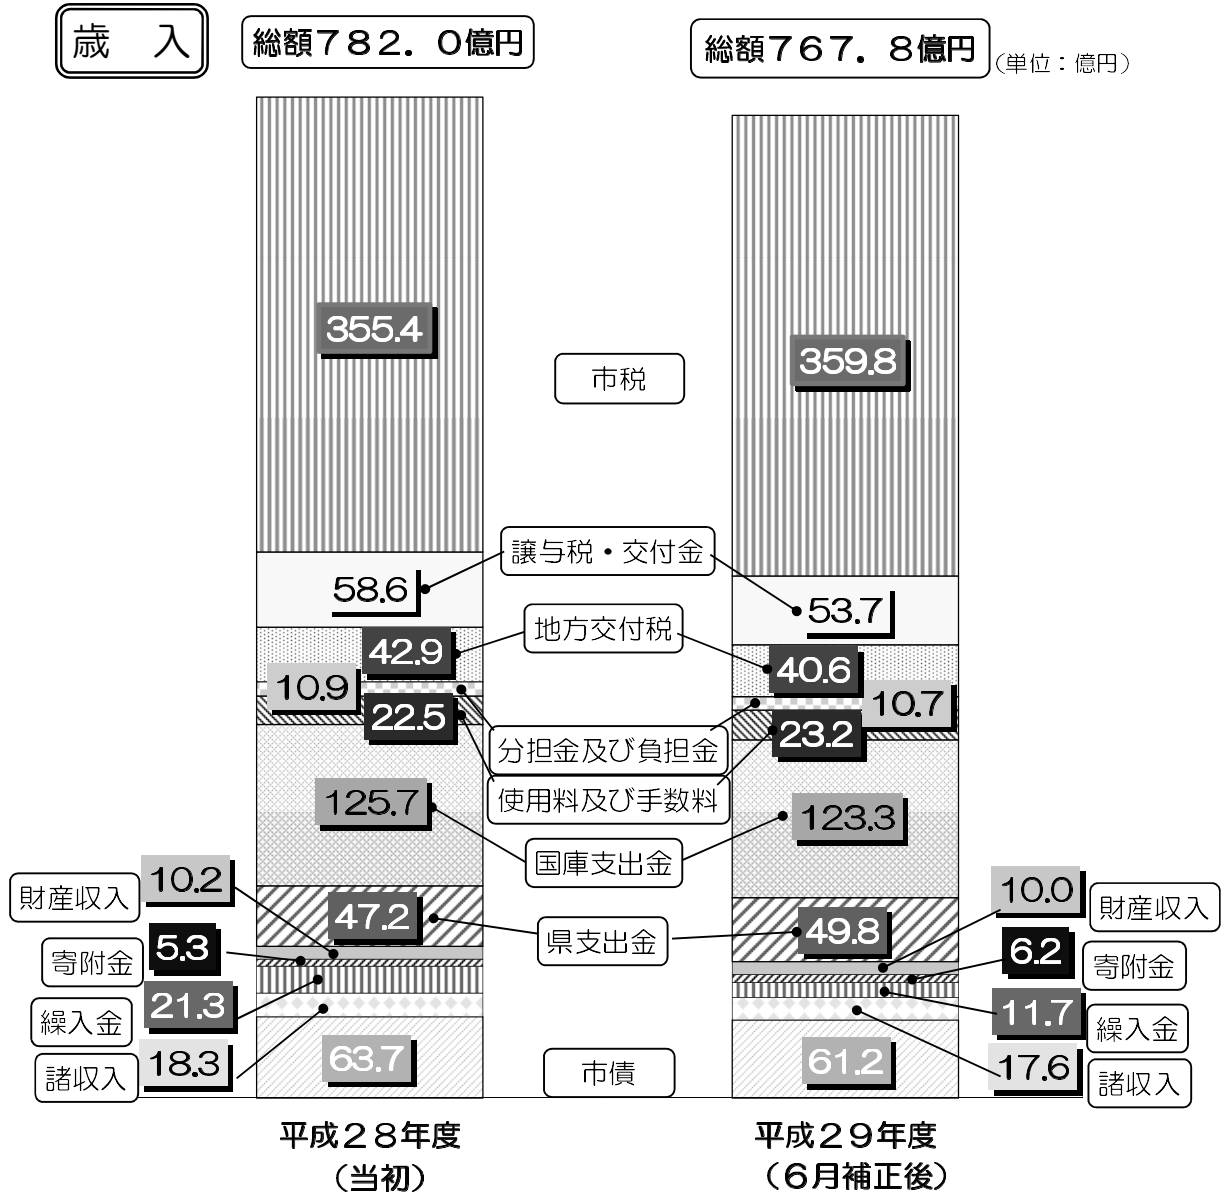 歳　入
総額７８２．０億円
総額７６７．８億円
（単位：億円）
355.4
359.8
市税
譲与税・交付金
58.6
53.7
地方交付税
42.9
40.6
10.9
10.7
22.5
23.2
分担金及び負担金
使用料及び手数料
125.7
123.3
国庫支出金
財産収入
10.2
47.2
県支出金
49.8
10.0
財産収入
寄附金
5.3
6.2
寄附金
繰入金
21.3
11.7
繰入金
諸収入
18.3
63.7
市債
61.2
17.6
諸収入
平成２８年度
（当初）
平成２９年度
（６月補正後）